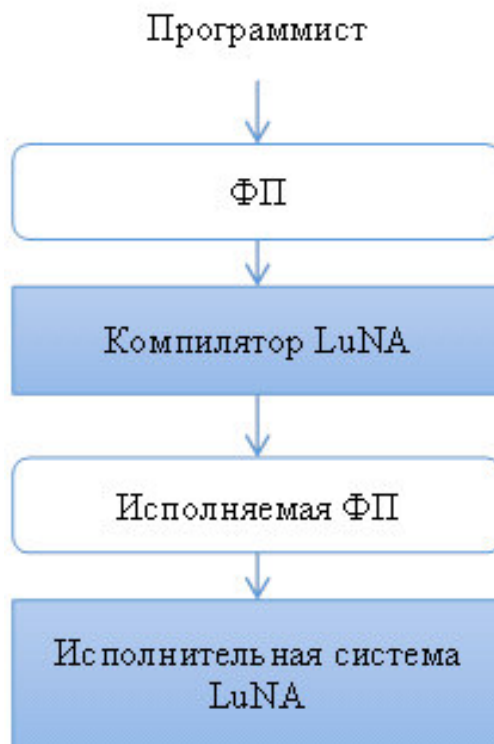 Программист
ФП
Компилятор LuNA
Исполняемая ФП
Исполнительная система
LuNA